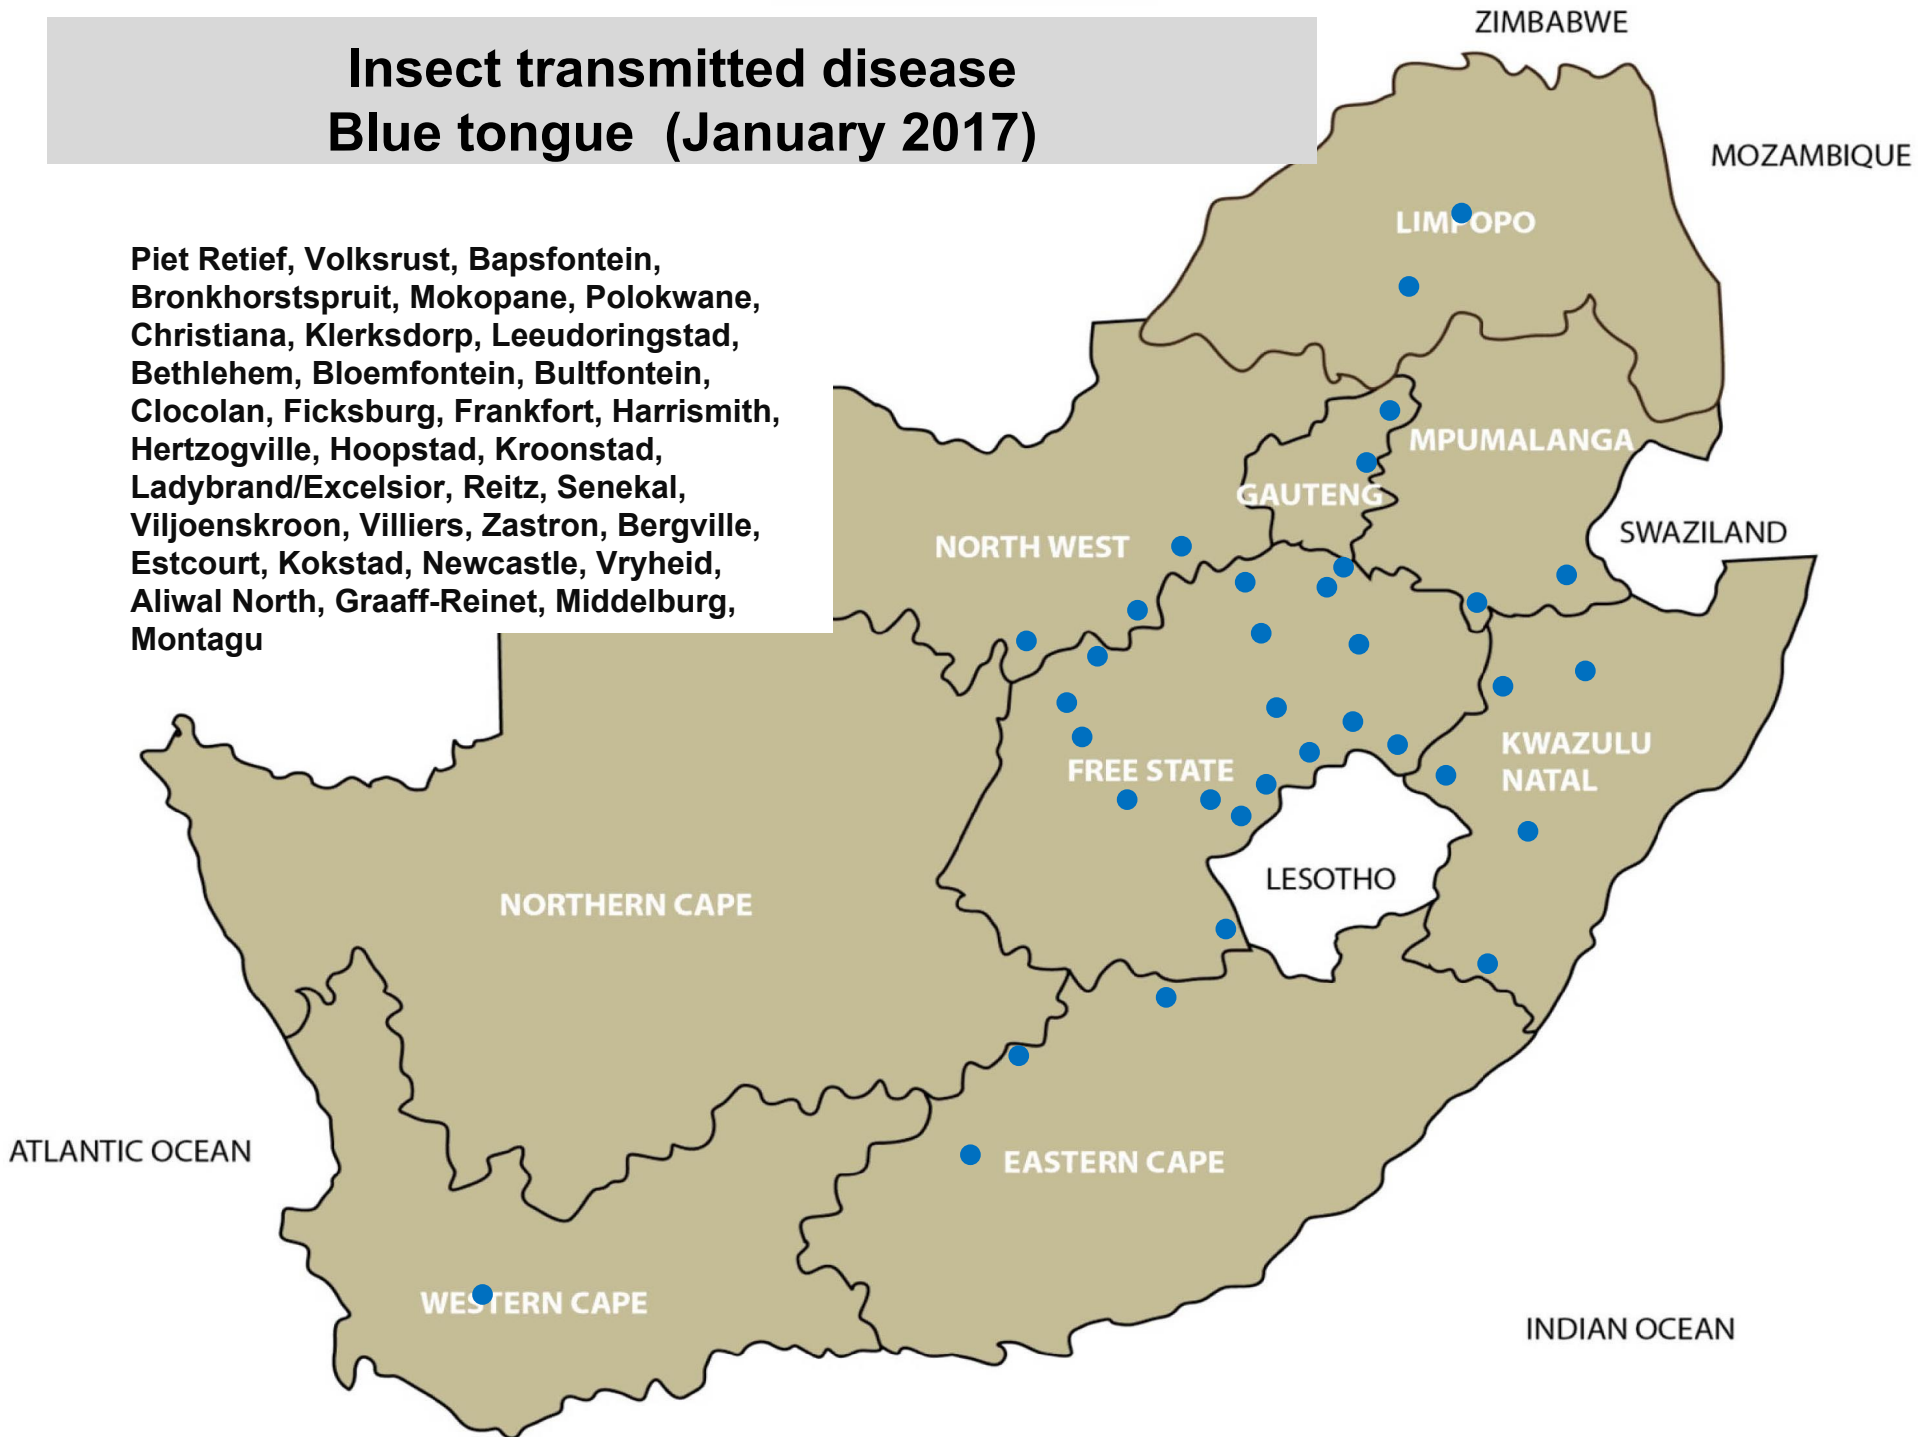 Insect transmitted disease
Blue tongue (January 2017)
Piet Retief, Volksrust, Bapsfontein,
Bronkhorstspruit, Mokopane, Polokwane,
Christiana, Klerksdorp, Leeudoringstad,
Bethlehem, Bloemfontein, Bultfontein,
Clocolan, Ficksburg, Frankfort, Harrismith,
Hertzogville, Hoopstad, Kroonstad,
Ladybrand/Excelsior, Reitz, Senekal,
Viljoenskroon, Villiers, Zastron, Bergville,
Estcourt, Kokstad, Newcastle, Vryheid,
Aliwal North, Graaff-Reinet, Middelburg,
Montagu
ZIMBABWE
MOZAMBIQUE
LIMPOPO
MPUMALANGA
GAUTENG
SWAZILAND
NORTH WEST
KWAZULU
NATAL
FREE STATE
LESOTHO
NORTHERN CAPE
ATLANTIC OCEAN
EASTERN CAPE
WESTERN CAPE
INDIAN OCEAN